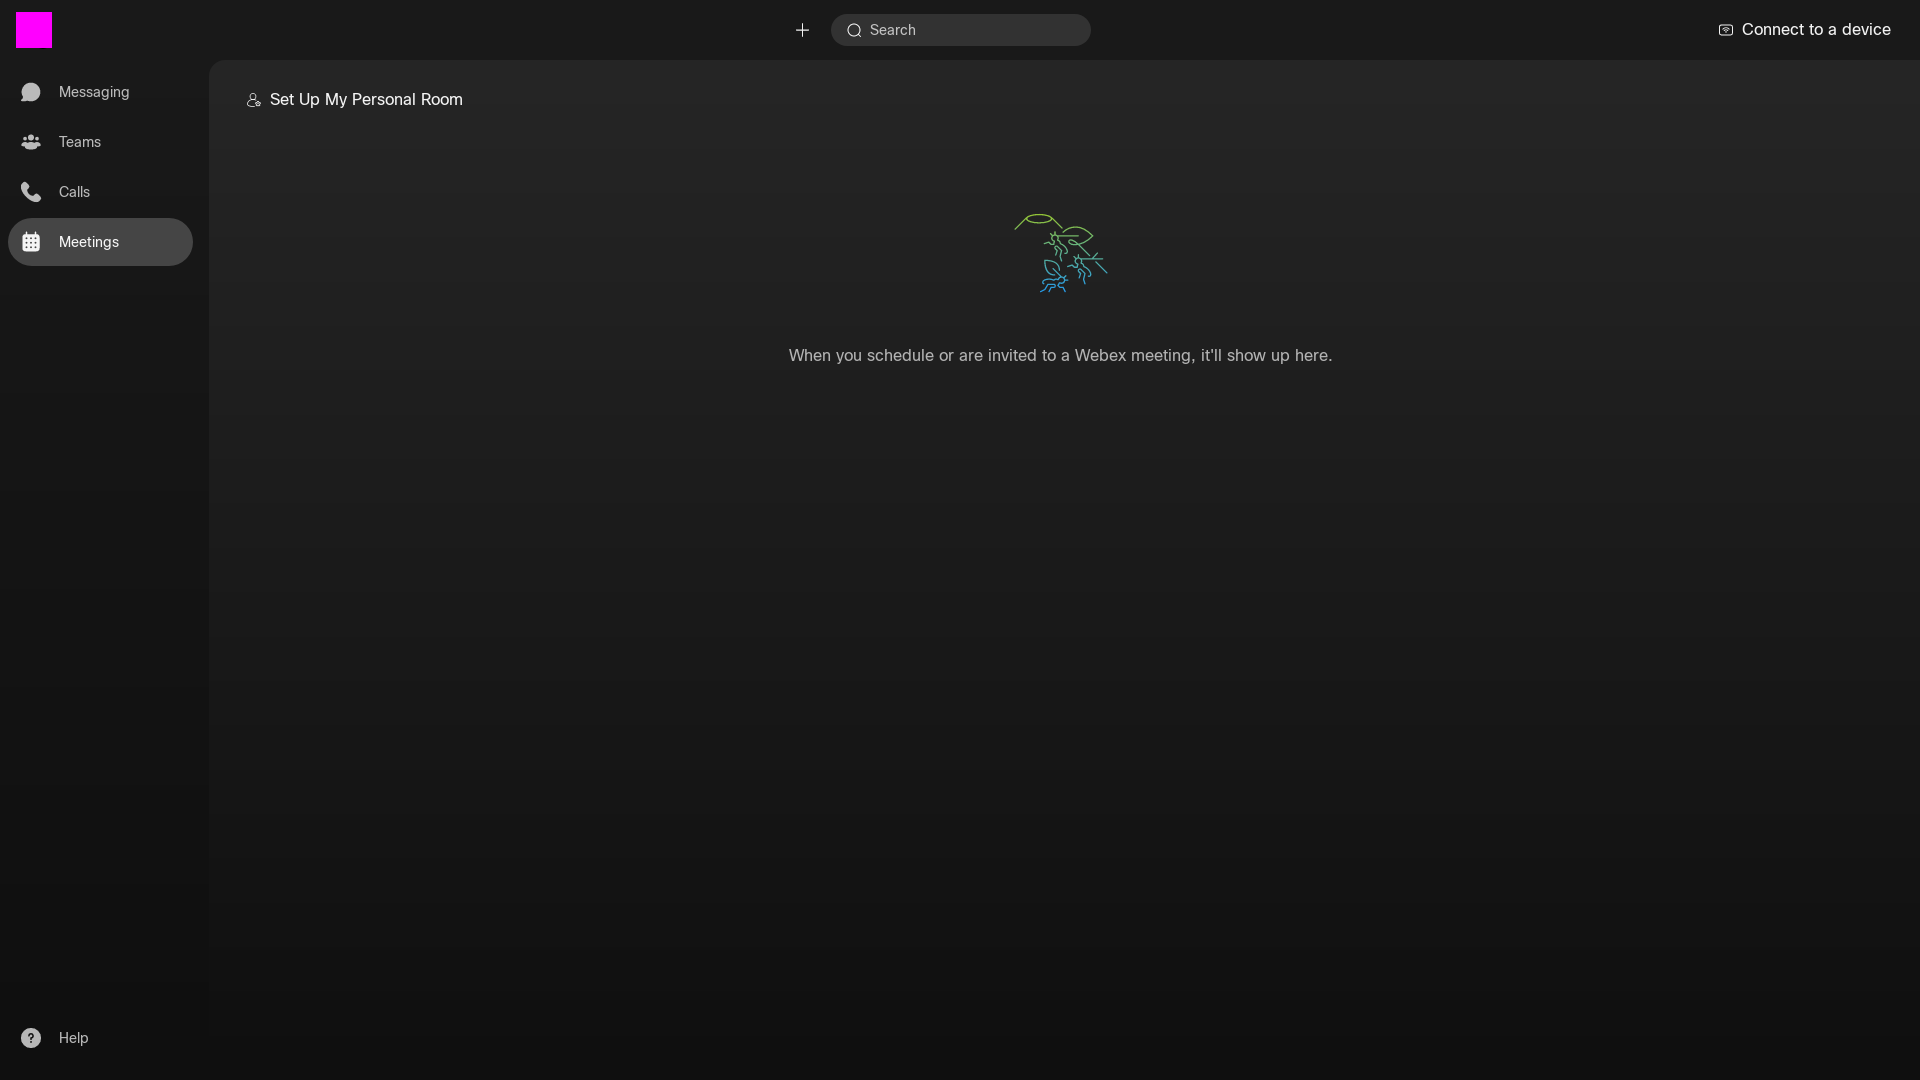 Search
Connect to a device
Messaging
Teams
Calls
Meetings
Set Up My Personal Room
When you schedule or are invited to a Webex meeting, it'll show up here.
Help